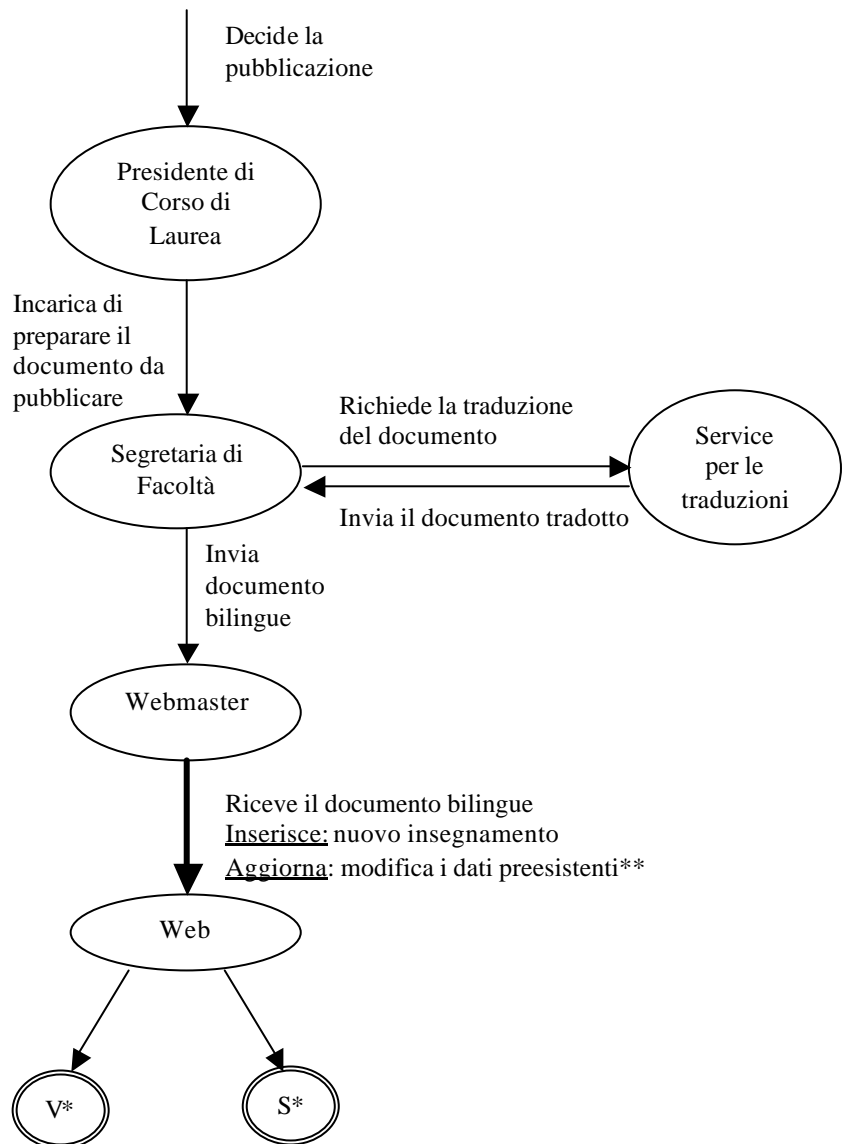 Decide la
pubblicazione
Presidente di
Corso di
Laurea
Incarica di
preparare il
documento da
pubblicare
Richiede la traduzione
del documento
Segretaria di
Facoltà
Service
per le
traduzioni
Invia il documento tradotto
Invia
documento
bilingue
Webmaster
Riceve il documento bilingue
Inserisce: nuovo insegnamento
Aggiorna: modifica i dati preesistenti**
Web
V*
S*